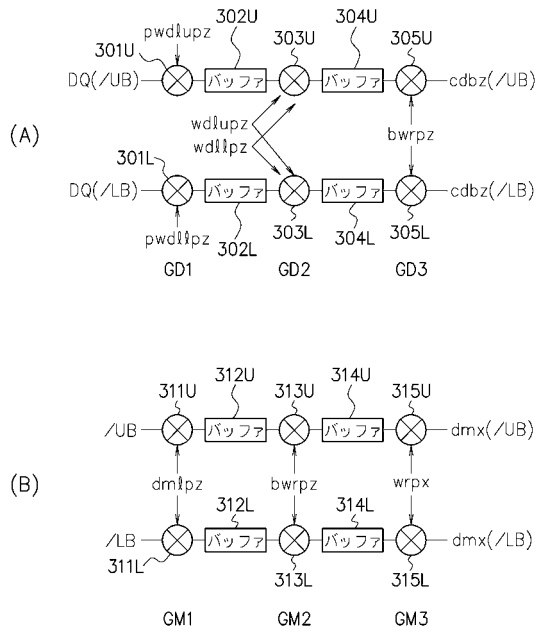 302U 304U
pwdlupz 303U 305U
301U
DQ(/UB) バッファ バッファ cdbz(/UB)
wdlupz
wdllpz
bwrpz
(A)
301L
DQ(/LB) バッファ バッファ cdbz(/LB)
pwdllpz 302L 303L 304L 305L
GD1 GD2 GD3
312U 314U
311U 313U 315U
/UB バッファ バッファ dmx(/UB)
(B)
dmlpz bwrpz wrpx
312L 314L
/LB バッファ バッファ dmx(/LB)
311L 313L 315L
GM1 GM2 GM3